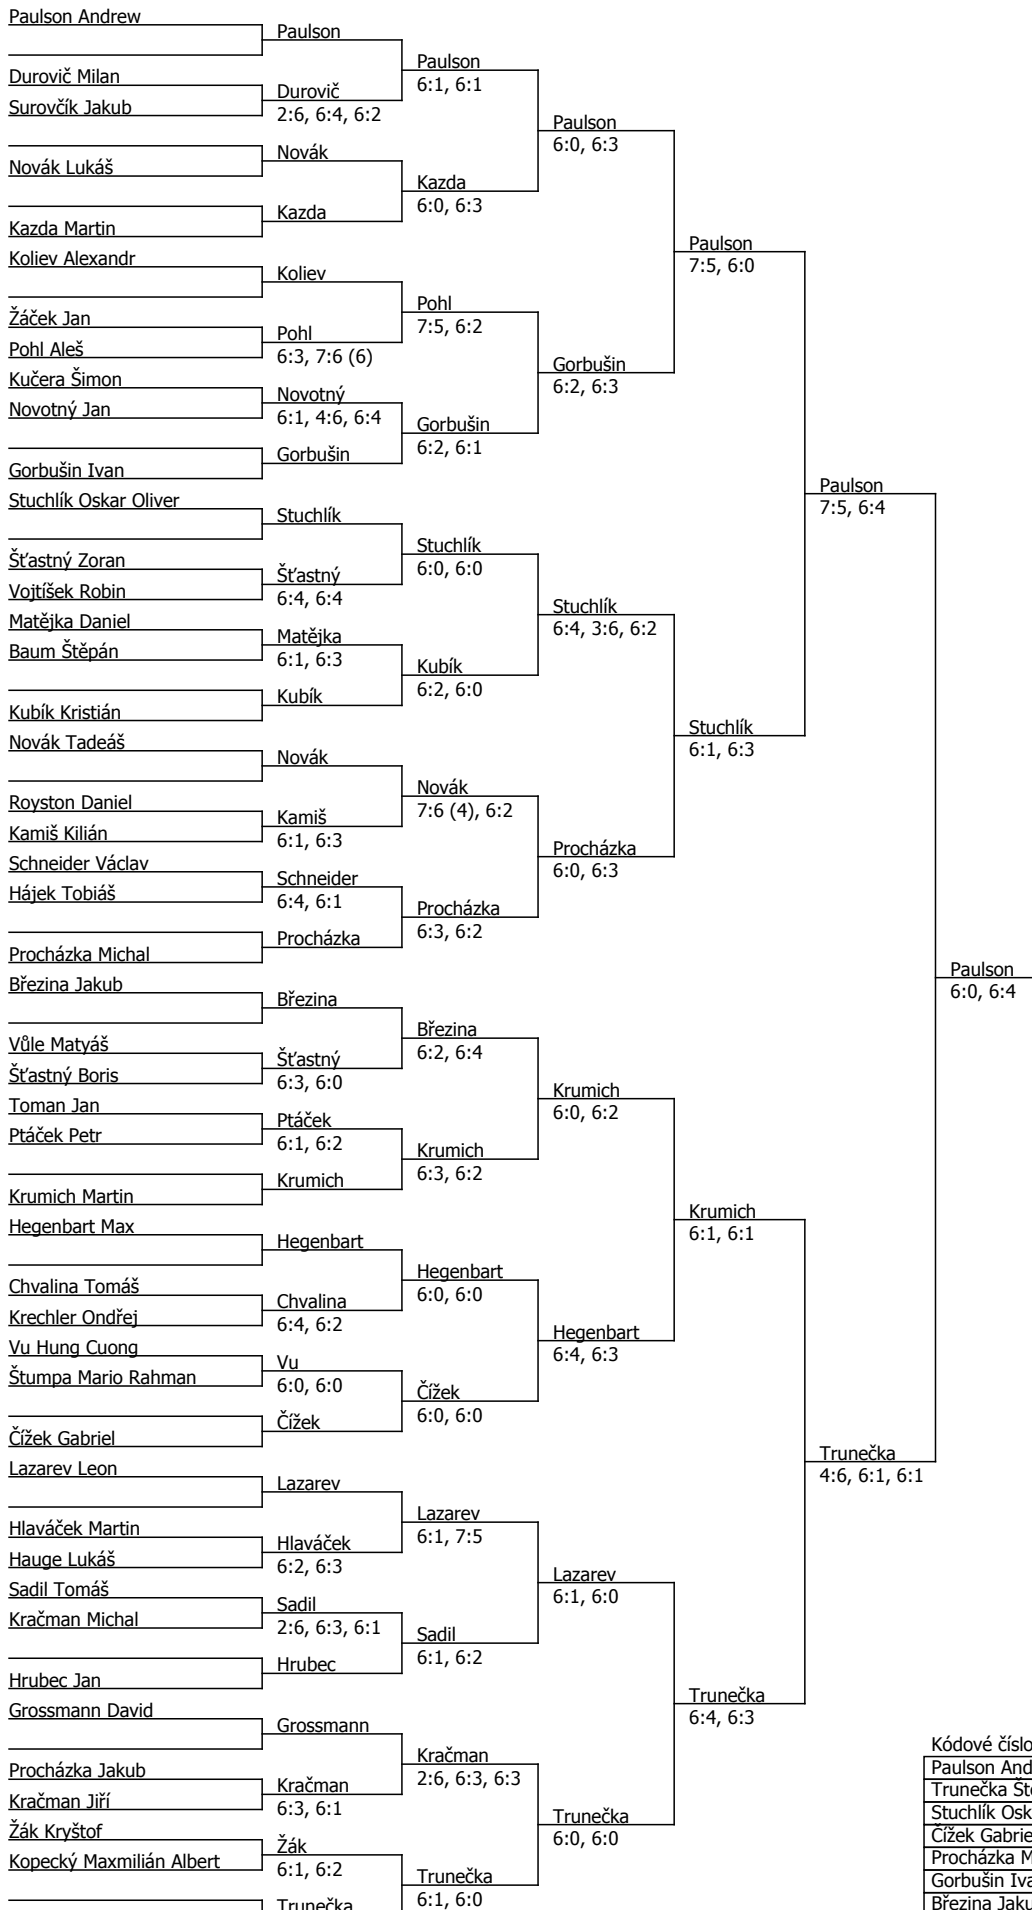 Paulson Andrew
Paulson
Paulson
6:1, 6:1
Durovič Milan
Durovič
2:6, 6:4, 6:2
Surovčík Jakub
Paulson
6:0, 6:3
Novák
Novák Lukáš
Kazda
6:0, 6:3
Kazda
Kazda Martin
Paulson
7:5, 6:0
Koliev Alexandr
Koliev
Pohl
7:5, 6:2
Žáček Jan
Pohl
6:3, 7:6 (6)
Pohl Aleš
Gorbušin
6:2, 6:3
Kučera Šimon
Novotný
6:1, 4:6, 6:4
Novotný Jan
Gorbušin
6:2, 6:1
Gorbušin
Gorbušin Ivan
Paulson
7:5, 6:4
Stuchlík Oskar Oliver
Stuchlík
Stuchlík
6:0, 6:0
Šťastný Zoran
Šťastný
6:4, 6:4
Vojtíšek Robin
Stuchlík
6:4, 3:6, 6:2
Matějka Daniel
Matějka
6:1, 6:3
Baum Štěpán
Kubík
6:2, 6:0
Kubík
Kubík Kristián
Stuchlík
6:1, 6:3
Novák Tadeáš
Novák
Novák
7:6 (4), 6:2
Royston Daniel
Kamiš
6:1, 6:3
Kamiš Kilián
Procházka
6:0, 6:3
Schneider Václav
Schneider
6:4, 6:1
Hájek Tobiáš
Procházka
6:3, 6:2
Procházka
Procházka Michal
Paulson
6:0, 6:4
Březina Jakub
Březina
Březina
6:2, 6:4
Vůle Matyáš
Šťastný
6:3, 6:0
Šťastný Boris
Krumich
6:0, 6:2
Toman Jan
Ptáček
6:1, 6:2
Ptáček Petr
Krumich
6:3, 6:2
Krumich
Krumich Martin
Krumich
6:1, 6:1
Hegenbart Max
Hegenbart
Hegenbart
6:0, 6:0
Chvalina Tomáš
Chvalina
6:4, 6:2
Krechler Ondřej
Hegenbart
6:4, 6:3
Vu Hung Cuong
Vu
6:0, 6:0
Štumpa Mario Rahman
Čížek
6:0, 6:0
Čížek
Čížek Gabriel
Trunečka
4:6, 6:1, 6:1
Lazarev Leon
Lazarev
Lazarev
6:1, 7:5
Hlaváček Martin
Hlaváček
6:2, 6:3
Hauge Lukáš
Lazarev
6:1, 6:0
Sadil Tomáš
Sadil
2:6, 6:3, 6:1
Kračman Michal
Sadil
6:1, 6:2
Hrubec
Hrubec Jan
Trunečka
6:4, 6:3
Grossmann David
Grossmann
Kračman
2:6, 6:3, 6:3
Procházka Jakub
Kračman
6:3, 6:1
Kračman Jiří
Trunečka
6:0, 6:0
Žák Kryštof
Žák
6:1, 6:2
Kopecký Maxmilián Albert
Trunečka
6:1, 6:0
Trunečka
Kódové číslo
Paulson And
Trunečka Šte
Stuchlík Osk
Čížek Gabrie
Procházka M
Gorbušin Iva
Březina Jaku